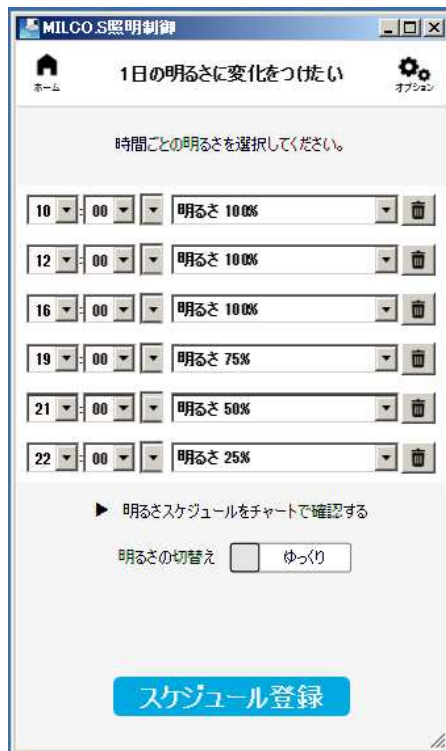 MILCO.S照明制御
ホーム
1日の明るさに変化をつけたい
オプション
時間ごとの明るさを選択してください。
10 : 00 明るさ 100%
12 : 00 明るさ 100%
16 : 00 明るさ 100%
19 : 00 明るさ 75%
21 : 00 明るさ 50%
22 : 00 明るさ 25%
▶ 明るさスケジュールをチャートで確認する
明るさの切替え ゆっくり
スケジュール登録